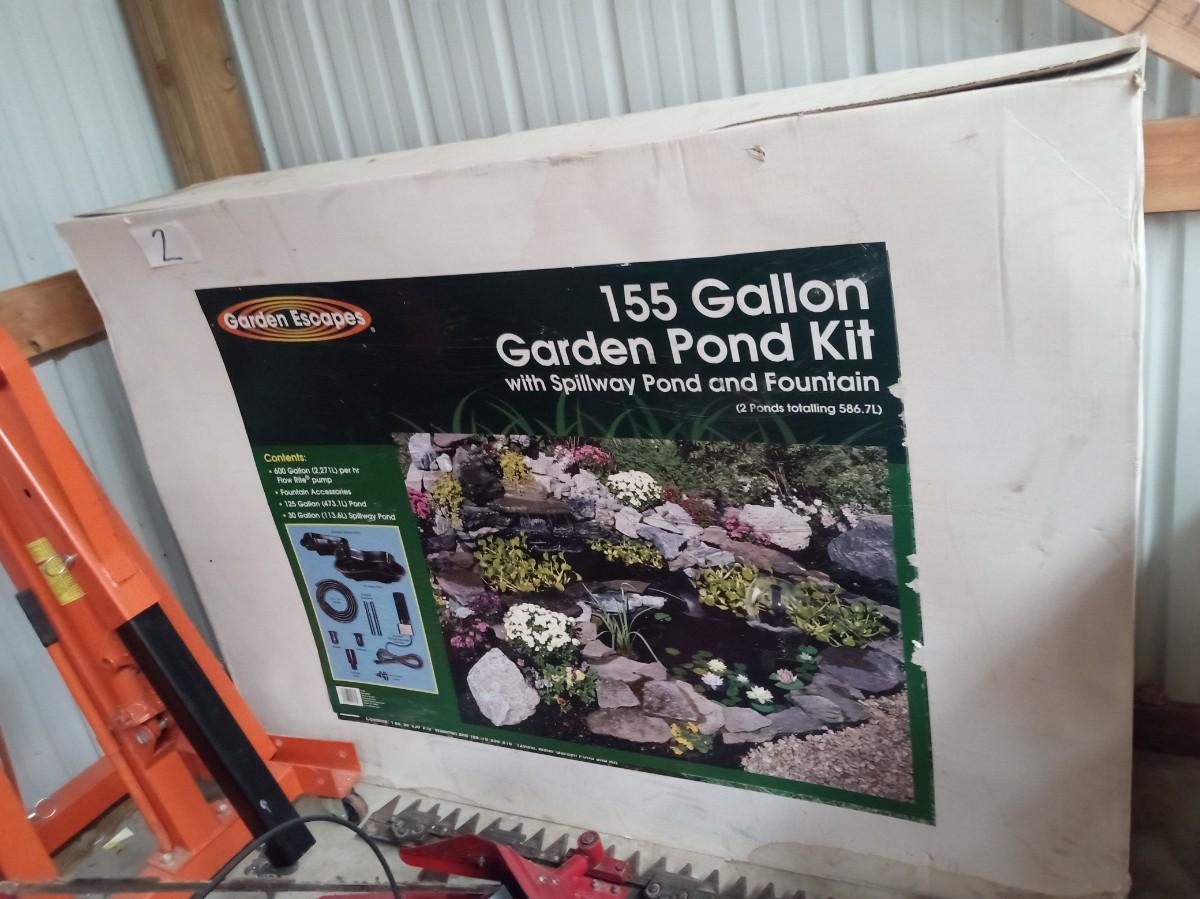 2
Garden Escapes®
155 Gallon
Garden Pond Kit
with Spillway Pond and Fountain
(2 Ponds totalling 586.7L)
Contents:
• 600 Gallon (2,271L) per hr
Flow Rite® pump
• Fountain Accessories
• 125 Gallon (473.1L) Pond
• 30 Gallon (113.6L) Spillway Pond